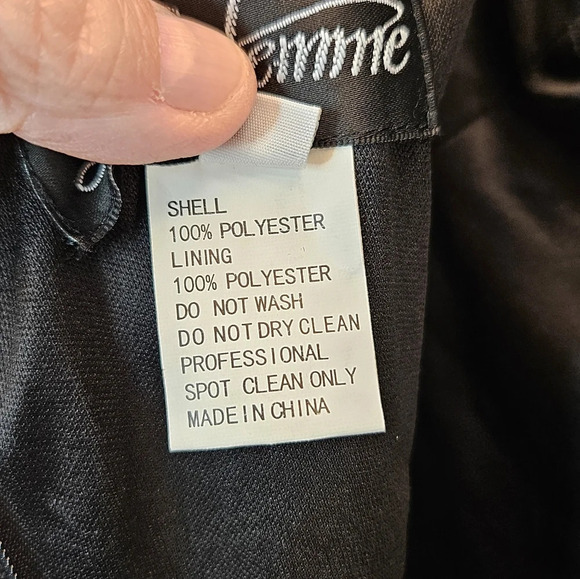 emme
SHELL
100% POLYESTER
LINING
100% POLYESTER
DO NOT WASH
DO NOT DRY CLEAN
PROFESSIONAL
SPOT CLEAN ONLY
MADE IN CHINA